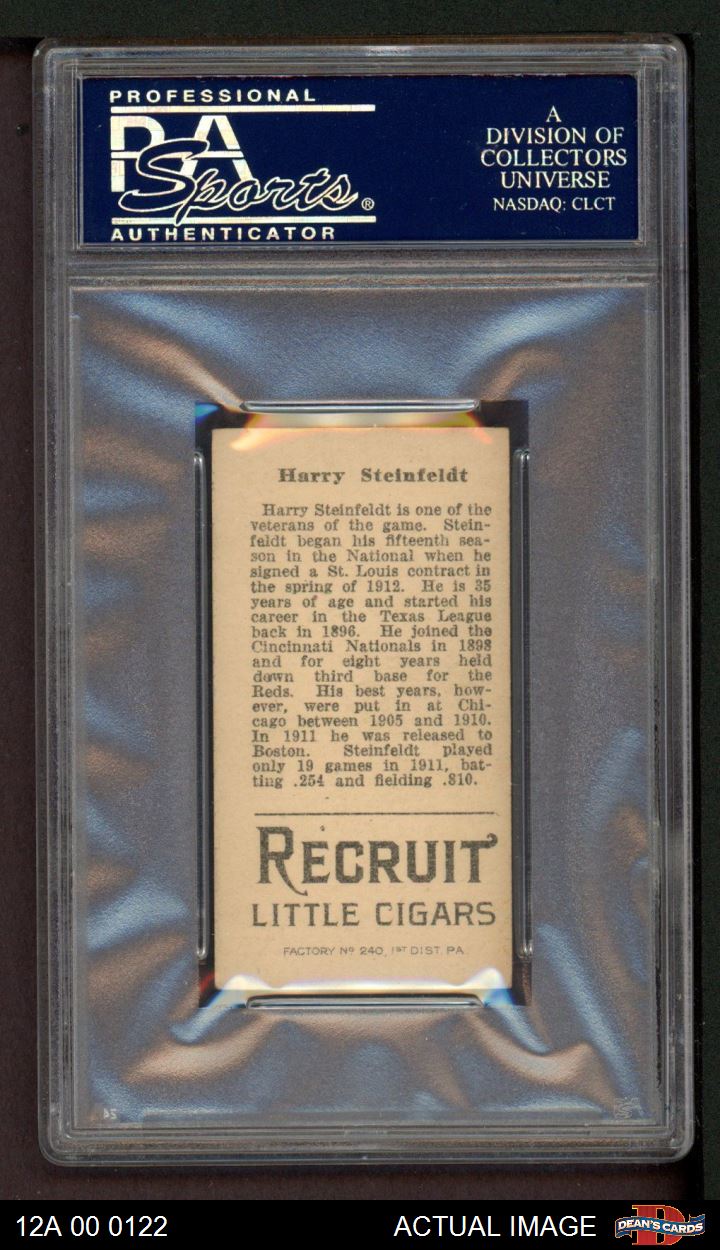 PROFESSIONAL
PSA
Sports®
AUTHENTICATOR
A
DIVISION OF
COLLECTORS
UNIVERSE
NASDAQ: CLCT
Harry Steinfeldt
Harry Steinfeldt is one of the
veterans of the game. Stein-
feldt began his fifteenth sea-
son in the National when he
signed a St. Louis contract in
the spring of 1912. He is 35
years of age and started his
career in the Texas League
back in 1896. He joined the
Cincinnati Nationals in 1898
and for eight years held
down third base for the
Reds. His best years, how-
ever, were put in at Chi-
cago between 1905 and 1910.
In 1911 he was released to
Boston. Steinfeldt played
only 19 games in 1911, bat-
ting .254 and fielding .810.
RECRUIT
LITTLE CIGARS
FACTORY Nº 240, 1ST DIST. PA.
12A 00 0122
ACTUAL IMAGE
DEAN'S CARDS